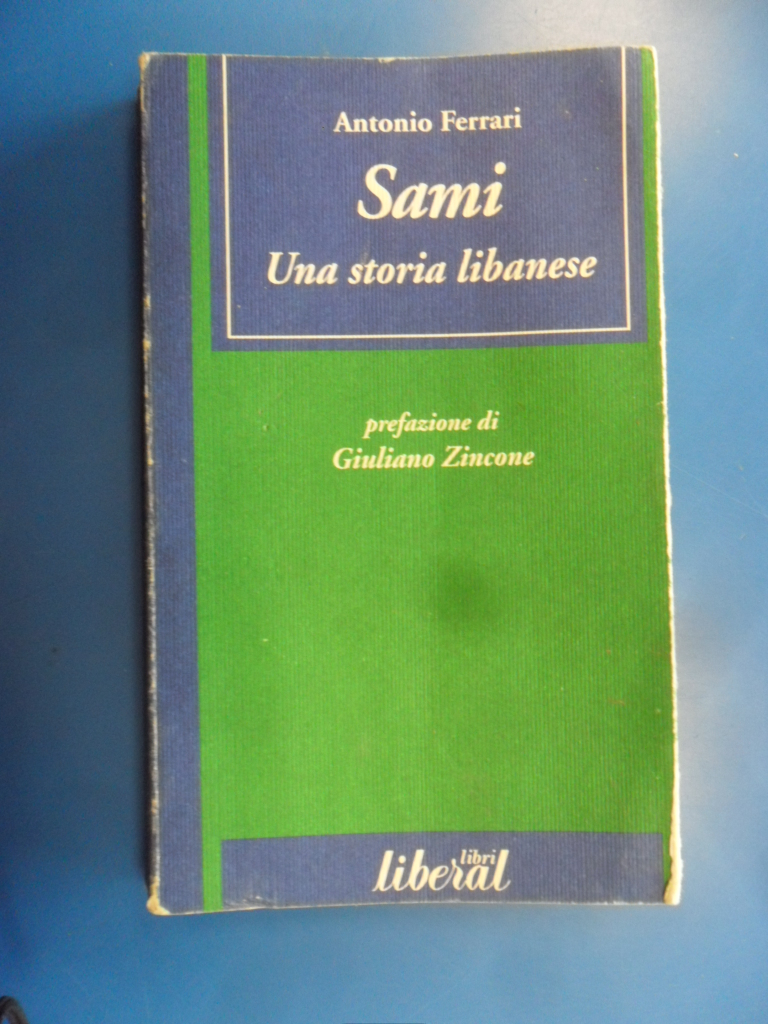 Antonio Ferrari
Sami
Una storia libanese
prefazione di
Giuliano Zincone
libri
liberal